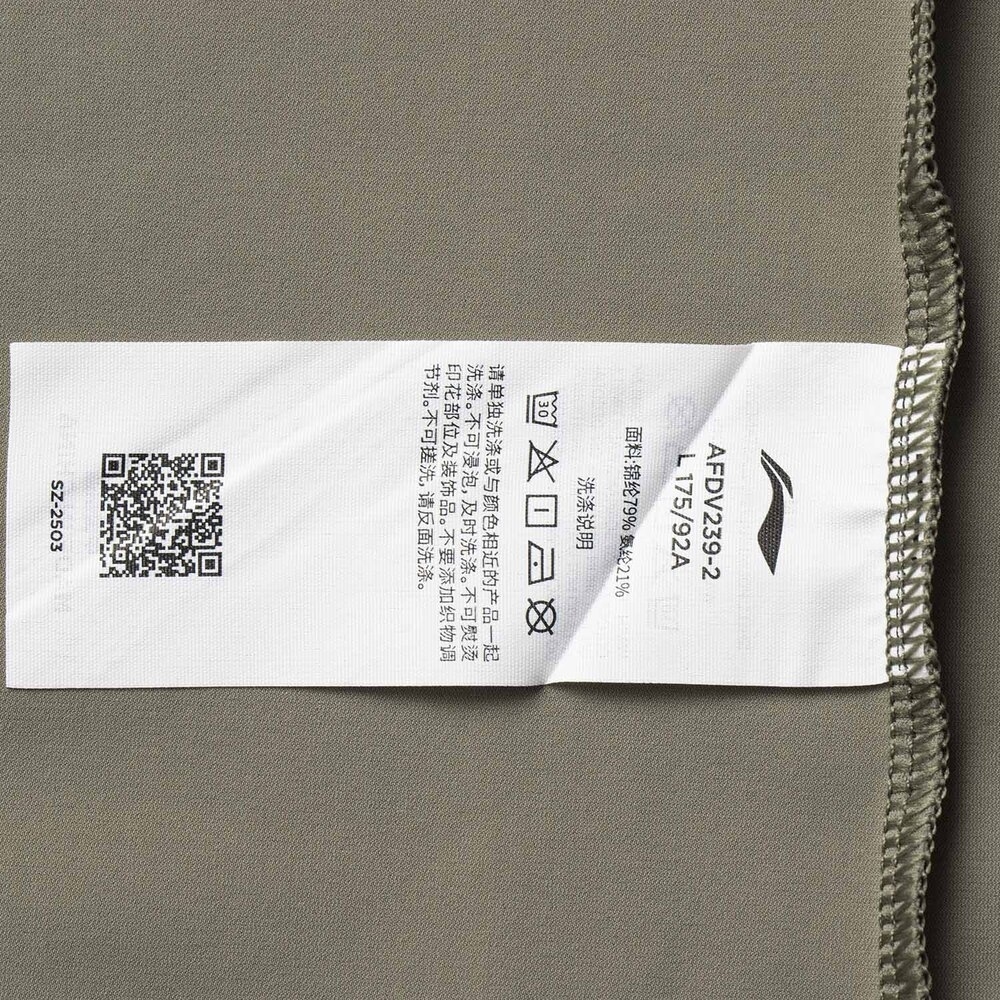 AFDV239-2
L 175/92A
面料:锦纶79% 氨纶21%
洗涤说明
30
请单独洗涤或与颜色相近的产品一起
洗涤。不可浸泡,及时洗涤。不可熨烫
印花部位及装饰品。不要添加织物调
节剂。不可搓洗,请反面洗涤。
SZ-2503